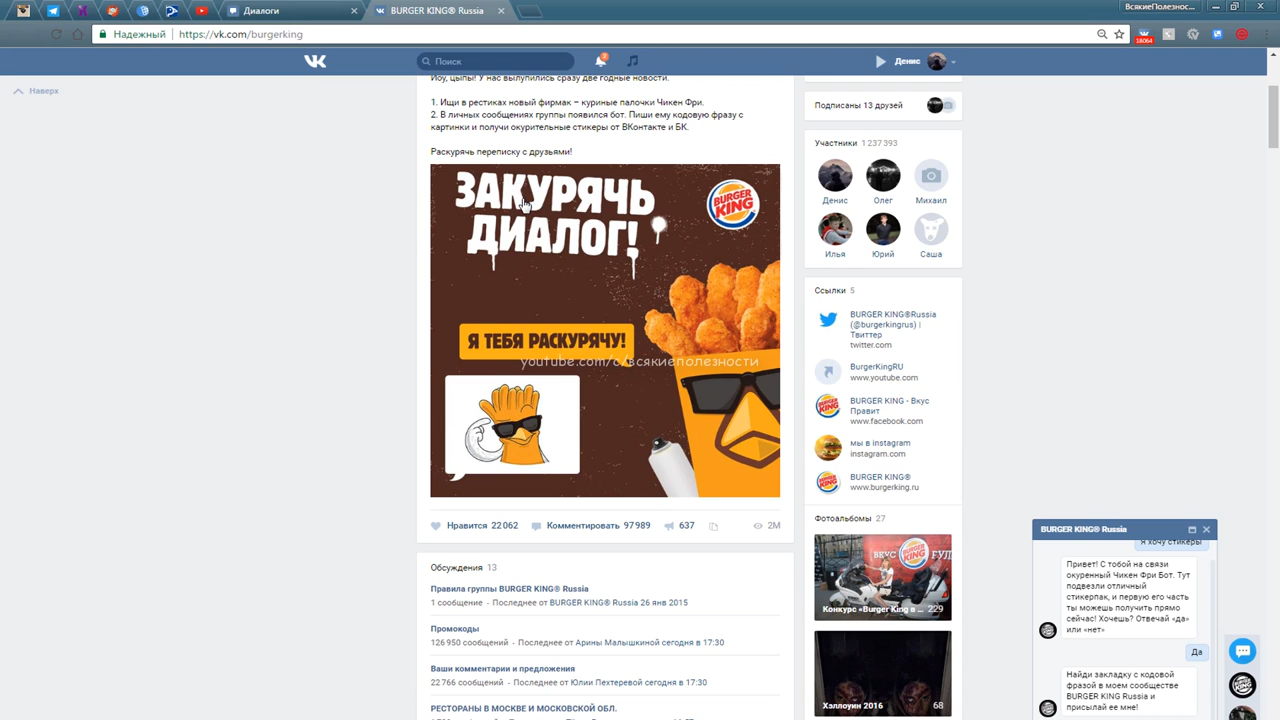 Диалоги
BURGER KING® Russia
ВсякиеПолезнос...
Надежный
https://vk.com/burgerking
18064
Поиск
2
Денис
Наверх
Йоу, цыпы! У нас вылупились сразу две годные новости.
1. Ищи в рестиках новый фирмак – куриные палочки Чикен Фри.
2. В личных сообщениях группы появился бот. Пиши ему кодовую фразу с
картинки и получи окурительные стикеры от ВКонтакте и БК.
Раскурячь переписку с друзьями!
ЗАКУРЯЧЬ
ДИАЛОГ!
BURGER
KING
Я ТЕБЯ РАСКУРЯЧУ!
youtube.com/c/всякиеполезности
Нравится 22 062
Комментировать 97 989
637
2M
Обсуждения 13
Правила группы BURGER KING® Russia
1 сообщение - Последнее от BURGER KING® Russia 26 янв 2015
Промокоды
126 950 сообщений - Последнее от Арины Малышкиной сегодня в 17:30
Ваши комментарии и предложения
22 766 сообщений - Последнее от Юлии Пехтеревой сегодня в 17:30
РЕСТОРАНЫ В МОСКВЕ И МОСКОВСКОЙ ОБЛ.
Подписаны 13 друзей
Участники 1 237 393
Денис
Олег
Михаил
Илья
Юрий
Саша
Ссылки 5
BURGER KING®Russia
(@burgerkingrus) |
Твиттер
twitter.com
BurgerKingRU
www.youtube.com
BURGER KING - Вкус
Правит
www.facebook.com
мы в instagram
instagram.com
BURGER KING®
www.burgerking.ru
Фотоальбомы 27
Конкурс «Burger King в ... 229
Хэллоуин 2016 68
BURGER KING® Russia
я хочу стикеры
Привет! С тобой на связи
окуренный Чикен Фри Бот. Тут
подвезли отличный
стикерпак, и первую его часть
ты можешь получить прямо
сейчас! Хочешь? Отвечай «да»
или «нет»
Да
Найди закладку с кодовой
фразой в моем сообществе
BURGER KING Russia и
присылай ее мне!